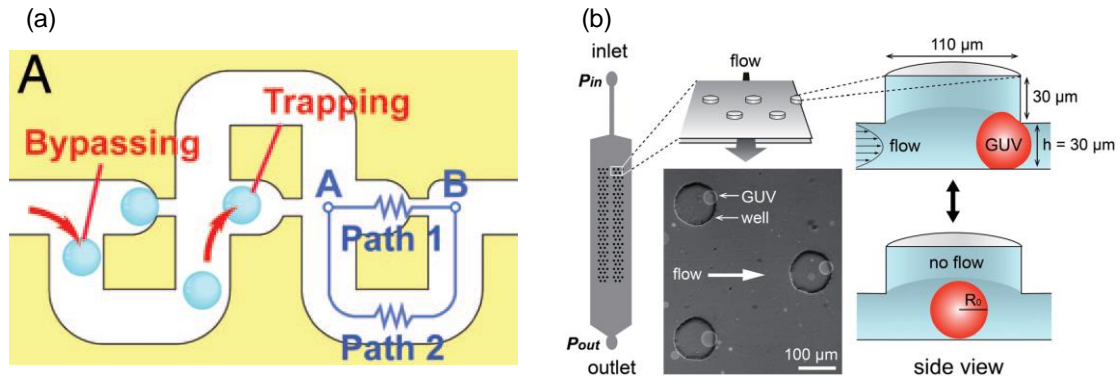 (a)
A
Trapping
Bypassing
A
B
Path 1
Path 2
(b)
inlet
Pin
Pout
outlet
flow
GUV
well
flow
100 μm
110 μm
30 μm
flow
GUV
h = 30 μm
no flow
R₀
side view